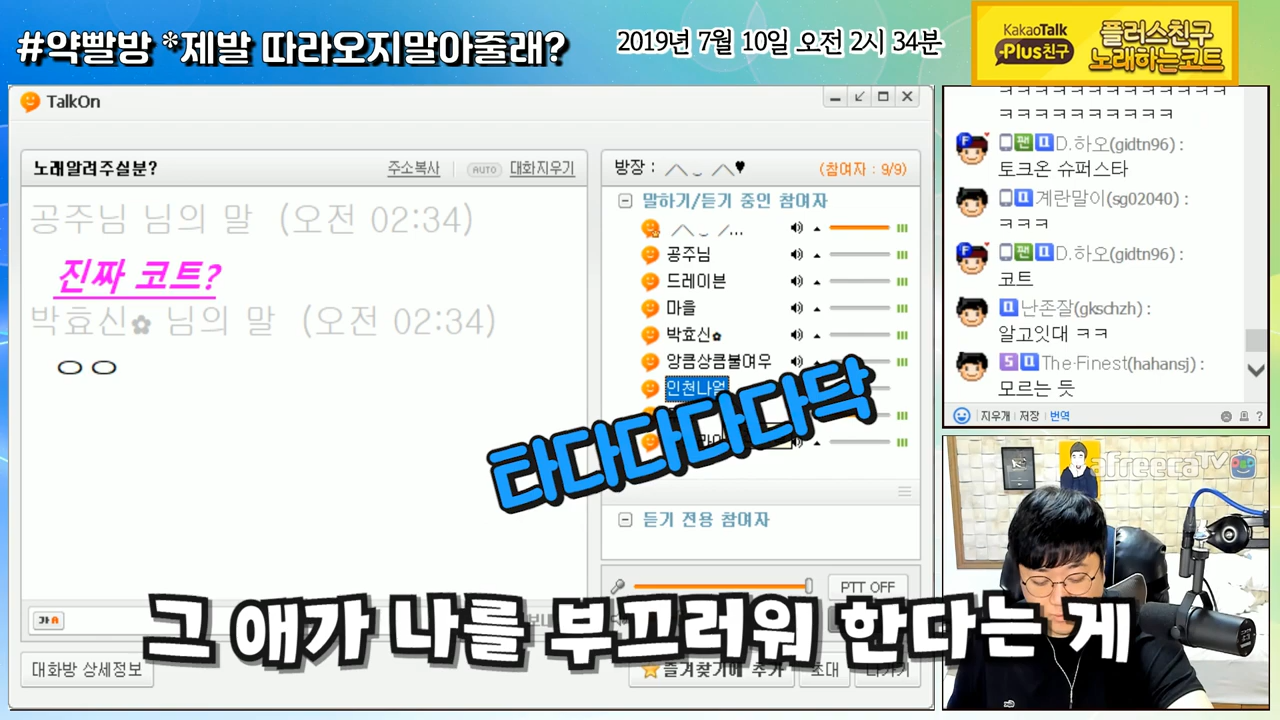 #약빨방 *제발 따라오지말아줄래?
2019년 7월 10일 오전 2시 34분
KakaoTalk
Plus친구
플러스친구
노래하는코트
TalkOn
노래알려주실분?
주소복사
AUTO
대화지우기
공주님 님의 말 (오전 02:34)
진짜 코트?
박효신✿ 님의 말 (오전 02:34)
ㅇㅇ
가A
대화방 상세정보
방장 : ︿ ‿ ︿♥
(참여자 : 9/9)
말하기/듣기 중인 참여자
︿ ‿ ︿...
공주님
드레이븐
마을
박효신✿
앙큼상큼불여우
인천나얼
타다다다다닥
듣기 전용 참여자
PTT OFF
즐겨찾기에 추가
초대
나가기
그 애가 나를 부끄러워 한다는 게
ㅋㅋㅋㅋㅋㅋㅋㅋㅋㅋㅋㅋㅋ
ㅋㅋㅋㅋㅋㅋㅋㅋㅋㅋ
팬 D.하오(gidtn96) :
토크온 슈퍼스타
계란말이(sg02040) :
ㅋㅋㅋ
팬 D.하오(gidtn96) :
코트
난존잘(gkschzh) :
알고잇대 ㅋㅋ
S The-Finest(hahansj) :
모르는 듯
지우개 저장 번역
?
afreecaTV